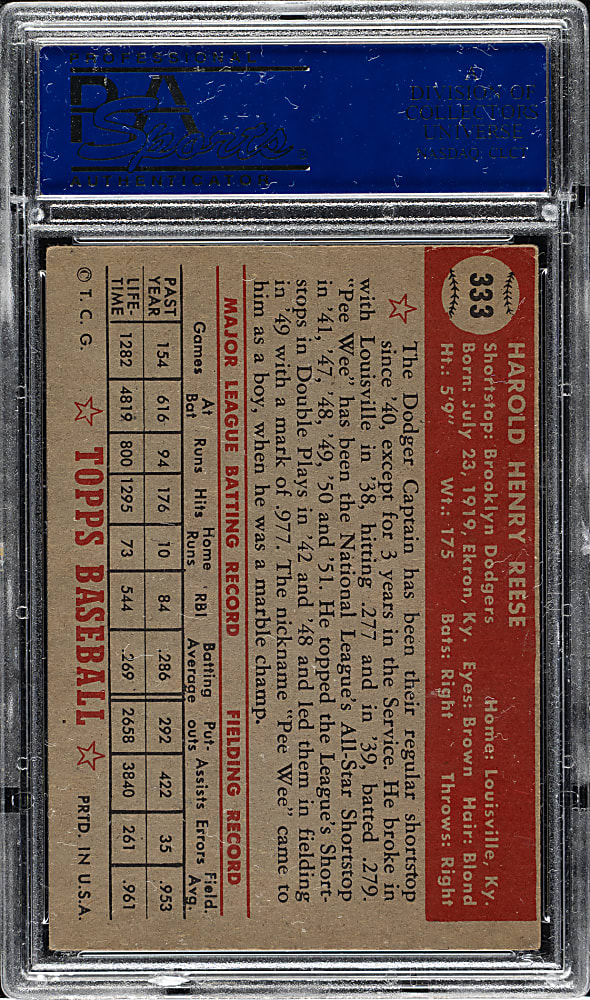 PROFESSIONAL
PSA
Sports
AUTHENTICATOR
A
DIVISION OF
COLLECTORS
UNIVERSE
NASDAQ: CLCT
333
HAROLD HENRY REESE
Shortstop: Brooklyn Dodgers Home: Louisville, Ky.
Born: July 23, 1919, Ekron, Ky. Eyes: Brown Hair: Blond
Ht.: 5'9" Wt.: 175 Bats: Right Throws: Right
The Dodger Captain has been their regular shortstop
since '40, except for 3 years in the Service. He broke in
with Louisville in '38, hitting .277 and in '39, batted .279.
"Pee Wee" has been the National League's All-Star Shortstop
in '41, '47, '48, '49, '50 and '51. He topped the League's Short-
stops in Double Plays in '42 and '48 and led them in fielding
in '49 with a mark of .977. The nickname "Pee Wee" came to
him as a boy, when he was a marble champ.
MAJOR LEAGUE BATTING RECORD FIELDING RECORD
Games At Bat Runs Hits Home Runs RBI Batting Average Put-outs Assists Errors Field. Avg.
PAST YEAR 154 616 94 176 10 84 .286 292 422 35 .953
LIFE-TIME 1282 4819 800 1295 73 544 .269 2658 3840 261 .961
© T. C. G. TOPPS BASEBALL PRTD. IN U.S.A.